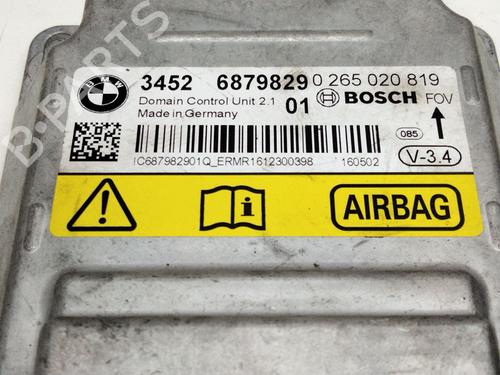 B-PARTS
BMW
3452 6879829 0 265 020 819
Domain Control Unit 2.1 01 BOSCH FOV
Made in Germany
085
IC687982901Q_ERMR1612300398 160502
V-3.4
AIRBAG